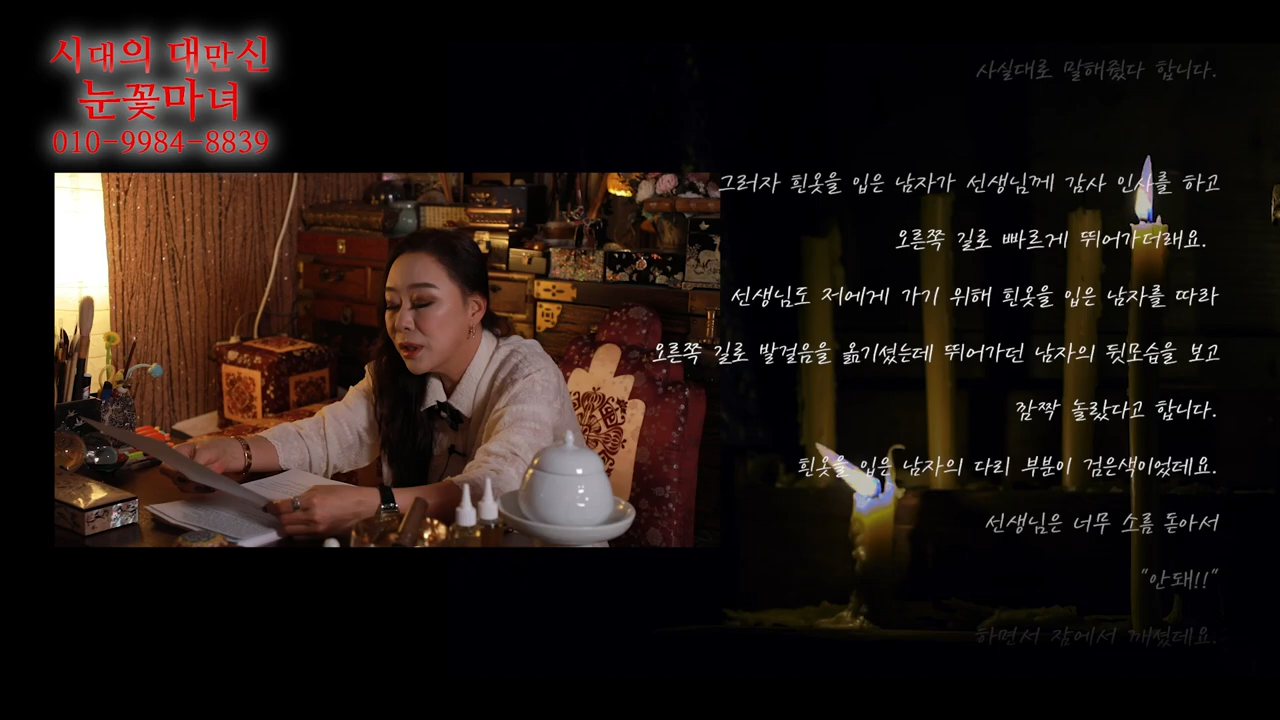 시대의 대만신
눈꽃마녀
010-9984-8839
사실대로 말해줬다 합니다.
그러자 흰옷을 입은 남자가 선생님께 감사 인사를 하고
오른쪽 길로 빠르게 뛰어가더래요.
선생님도 저에게 가기 위해 흰옷을 입은 남자를 따라
오른쪽 길로 발걸음을 옮기셨는데 뛰어가던 남자의 뒷모습을 보고
깜짝 놀랐다고 합니다.
흰옷을 입은 남자의 다리 부분이 검은색이었데요.
선생님은 너무 소름 돋아서
"안돼!!"
하면서 잠에서 깨셨데요.